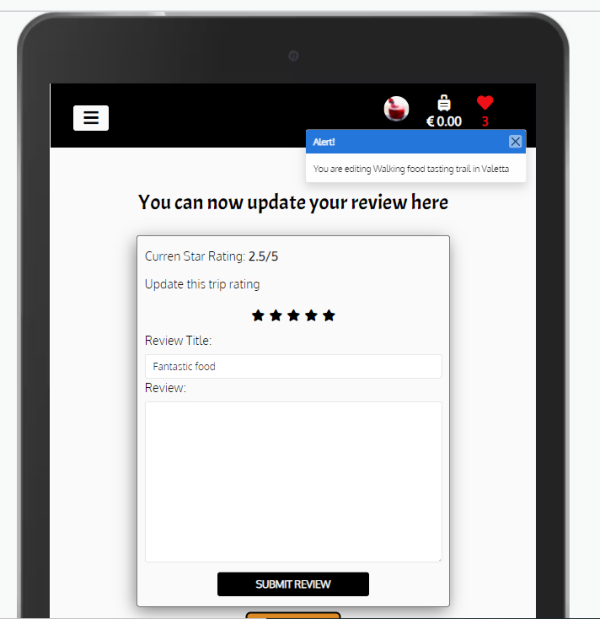 € 0.00
3
Alert!
You are editing Walking food tasting trail in Valetta
You can now update your review here
Curren Star Rating: 2.5/5
Update this trip rating
Review Title:
Fantastic food
Review:
SUBMIT REVIEW